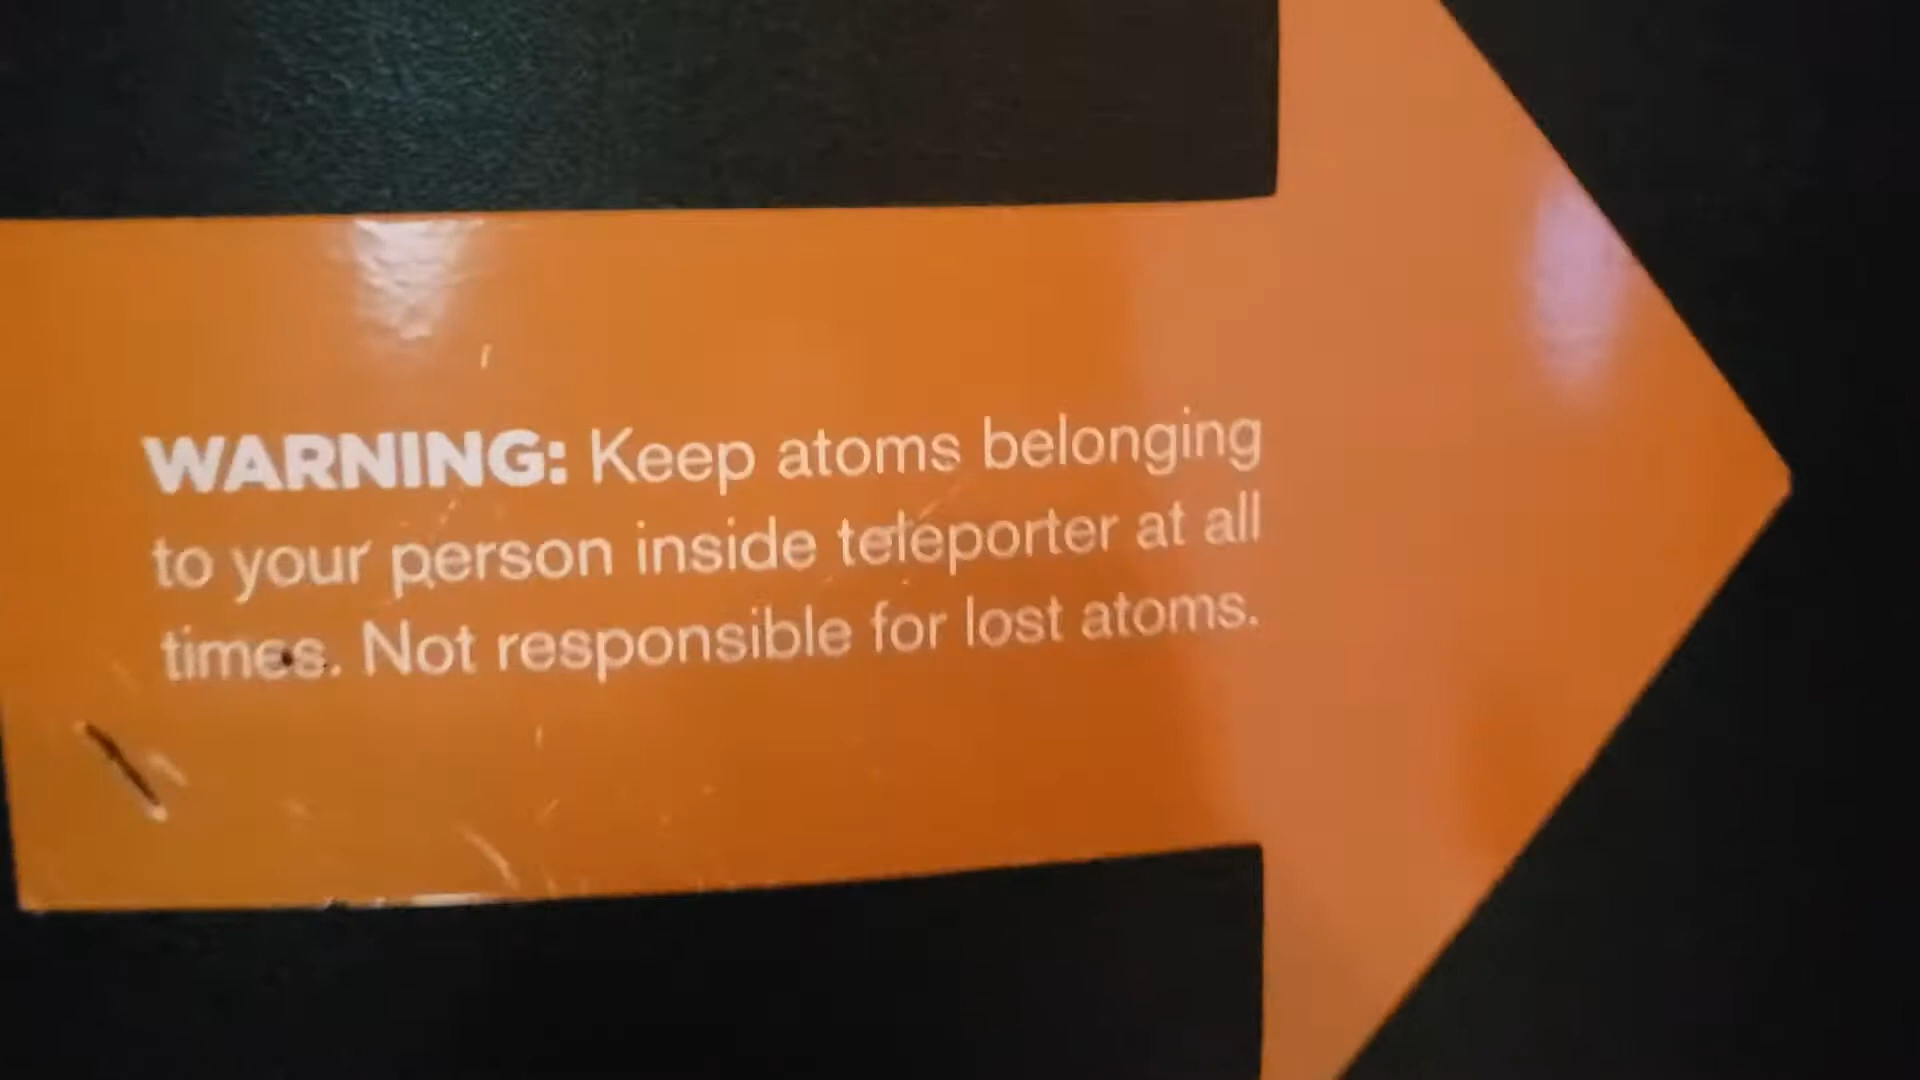 WARNING: Keep atoms belonging
to your person inside teleporter at all
times. Not responsible for lost atoms.